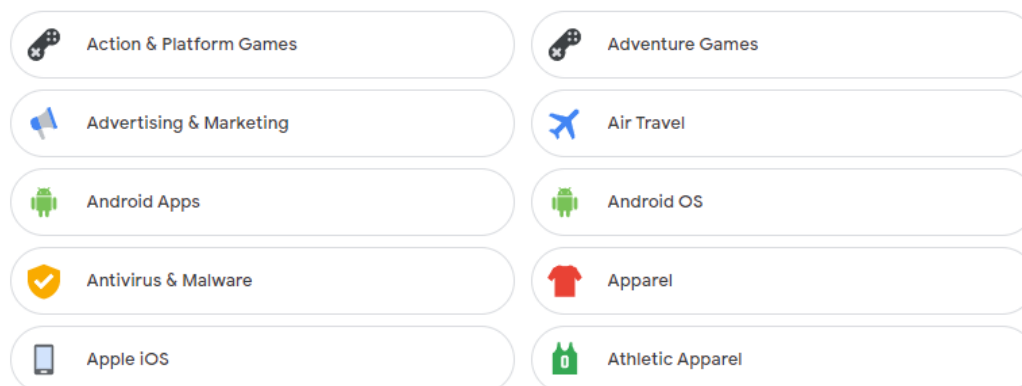 Action & Platform Games
Adventure Games
Advertising & Marketing
Air Travel
Android Apps
Android OS
Antivirus & Malware
Apparel
Apple iOS
0
Athletic Apparel